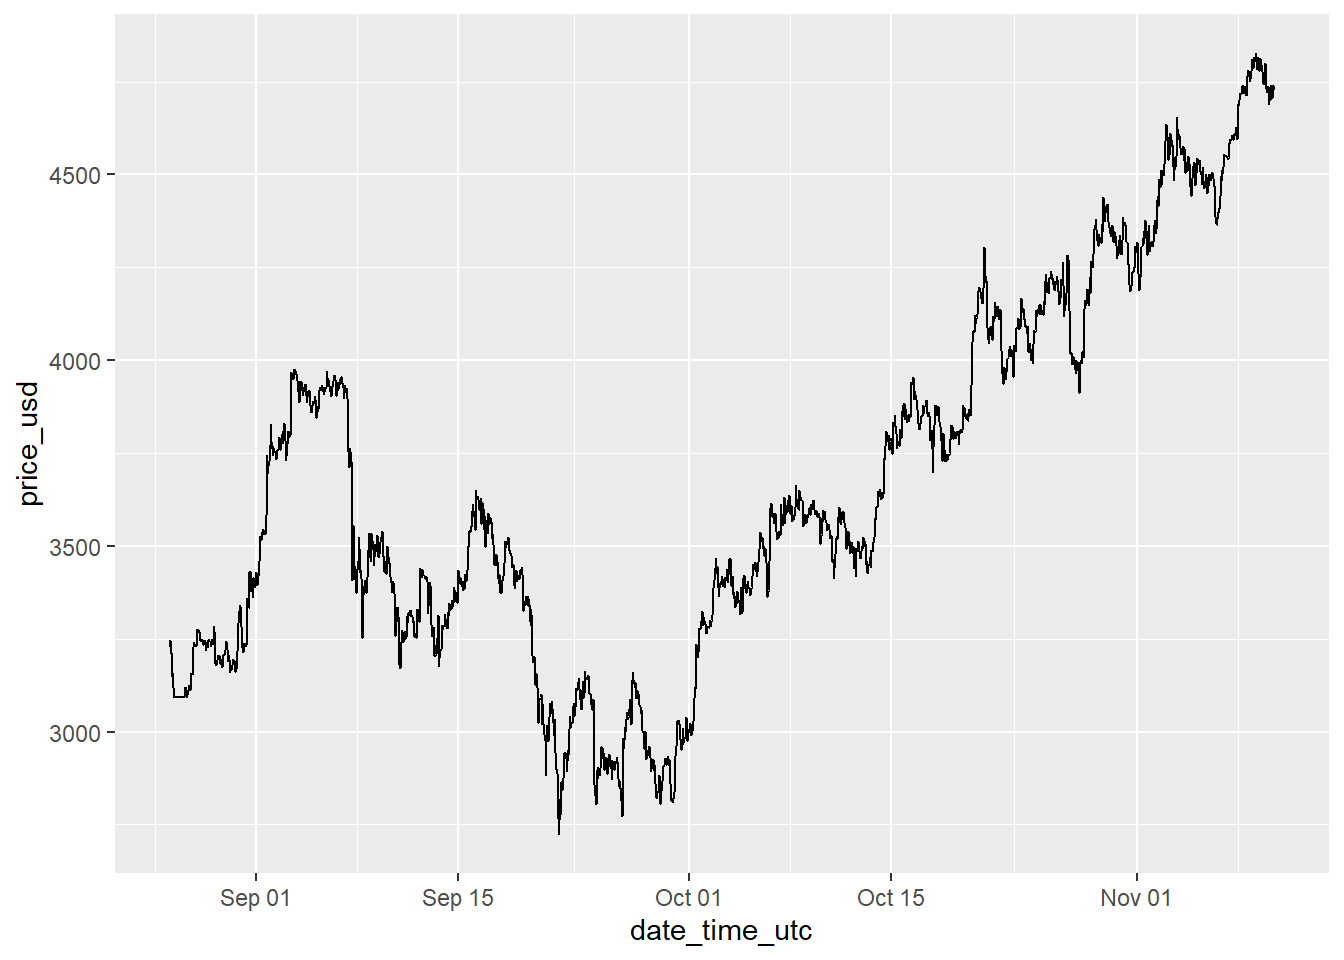 price_usd
4500
4000
3500
3000
Sep 01
Sep 15
Oct 01
Oct 15
Nov 01
date_time_utc